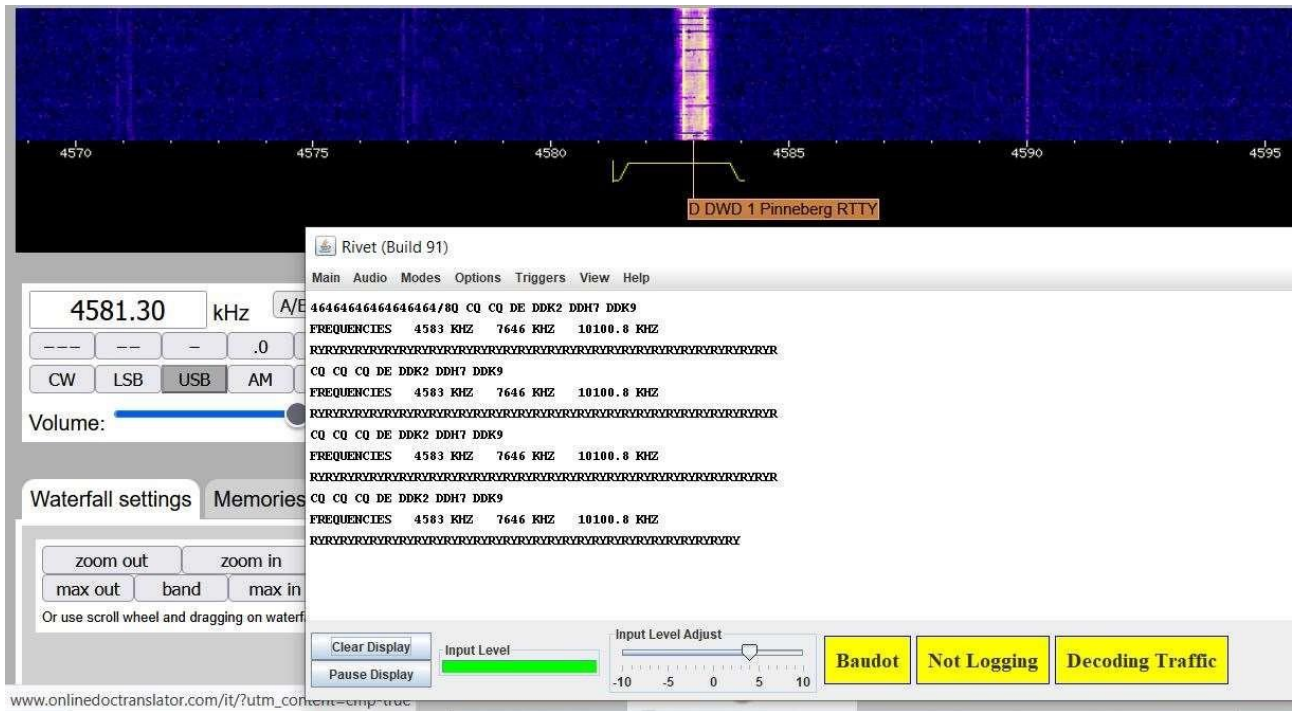 4570 4575 4580 4585 4590 4595
D DWD 1 Pinneberg RTTY
Rivet (Build 91)
Main Audio Modes Options Triggers View Help
4581.30 kHz
--- -- - .0
CW LSB USB AM
Volume:
46464646464646464/8Q CQ CQ DE DDK2 DDH7 DDK9
FREQUENCIES 4583 KHZ 7646 KHZ 10100.8 KHZ
RYRYRYRYRYRYRYRYRYRYRYRYRYRYRYRYRYRYRYRYRYRYRYRYRYRYRYRYRYRYRYR
CQ CQ CQ DE DDK2 DDH7 DDK9
FREQUENCIES 4583 KHZ 7646 KHZ 10100.8 KHZ
RYRYRYRYRYRYRYRYRYRYRYRYRYRYRYRYRYRYRYRYRYRYRYRYRYRYRYRYRYRYRYR
CQ CQ CQ DE DDK2 DDH7 DDK9
FREQUENCIES 4583 KHZ 7646 KHZ 10100.8 KHZ
RYRYRYRYRYRYRYRYRYRYRYRYRYRYRYRYRYRYRYRYRYRYRYRYRYRYRYRYRYRYRYR
CQ CQ CQ DE DDK2 DDH7 DDK9
FREQUENCIES 4583 KHZ 7646 KHZ 10100.8 KHZ
RYRYRYRYRYRYRYRYRYRYRYRYRYRYRYRYRYRYRYRYRYRYRYRYRYRYRYRYRY
Waterfall settings Memories
zoom out zoom in
max out band max in
Or use scroll wheel and dragging on
Clear Display
Pause Display
Input Level
Input Level Adjust
-10 -5 0 5 10
Baudot Not Logging Decoding Traffic
www.onlinedoctranslator.com/it/?utm_content=cmp-true